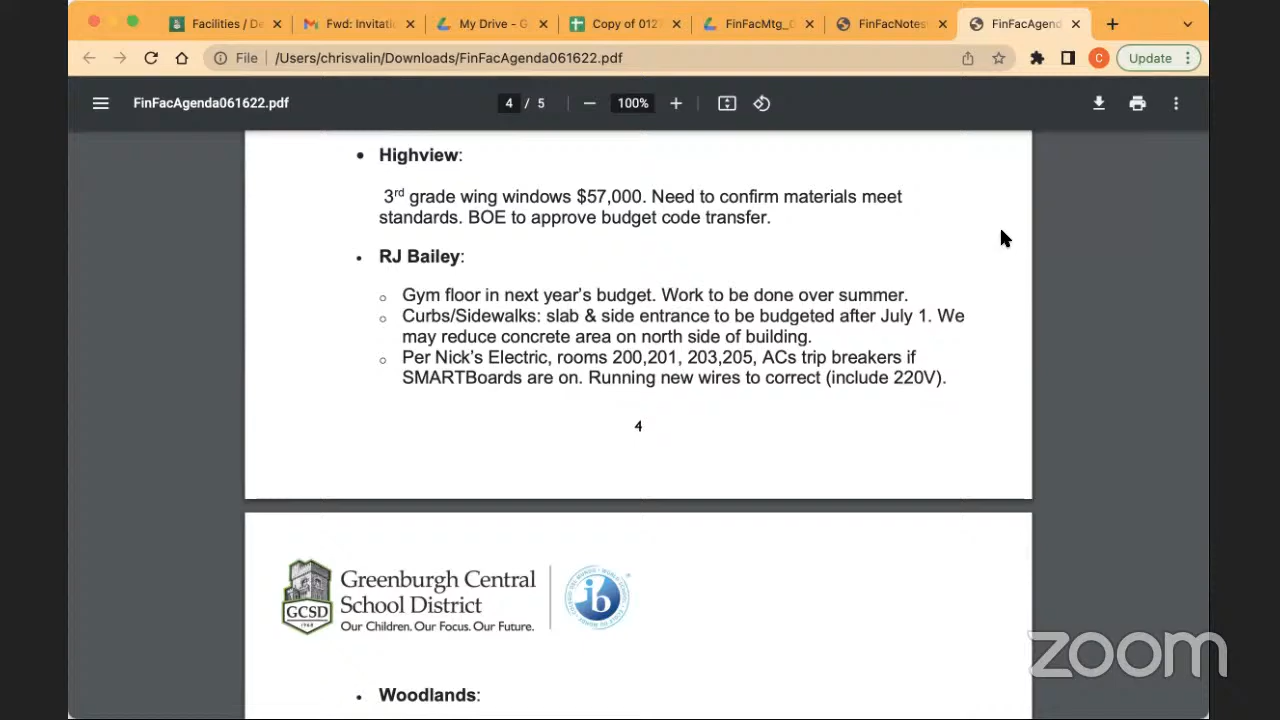 Facilities / De
Fwd: Invitatic
My Drive - G
Copy of 012
FinFacMtg_0
FinFacNotes
FinFacAgend
File
/Users/chrisvalin/Downloads/FinFacAgenda061622.pdf
C
Update
FinFacAgenda061622.pdf
4 / 5
100%
• Highview:
3rd grade wing windows $57,000. Need to confirm materials meet
standards. BOE to approve budget code transfer.
• RJ Bailey:
○ Gym floor in next year's budget. Work to be done over summer.
○ Curbs/Sidewalks: slab & side entrance to be budgeted after July 1. We
may reduce concrete area on north side of building.
○ Per Nick's Electric, rooms 200,201, 203,205, ACs trip breakers if
SMARTBoards are on. Running new wires to correct (include 220V).
4
GCSD
1968
Greenburgh Central
School District
Our Children. Our Focus. Our Future.
ib
zoom
• Woodlands: